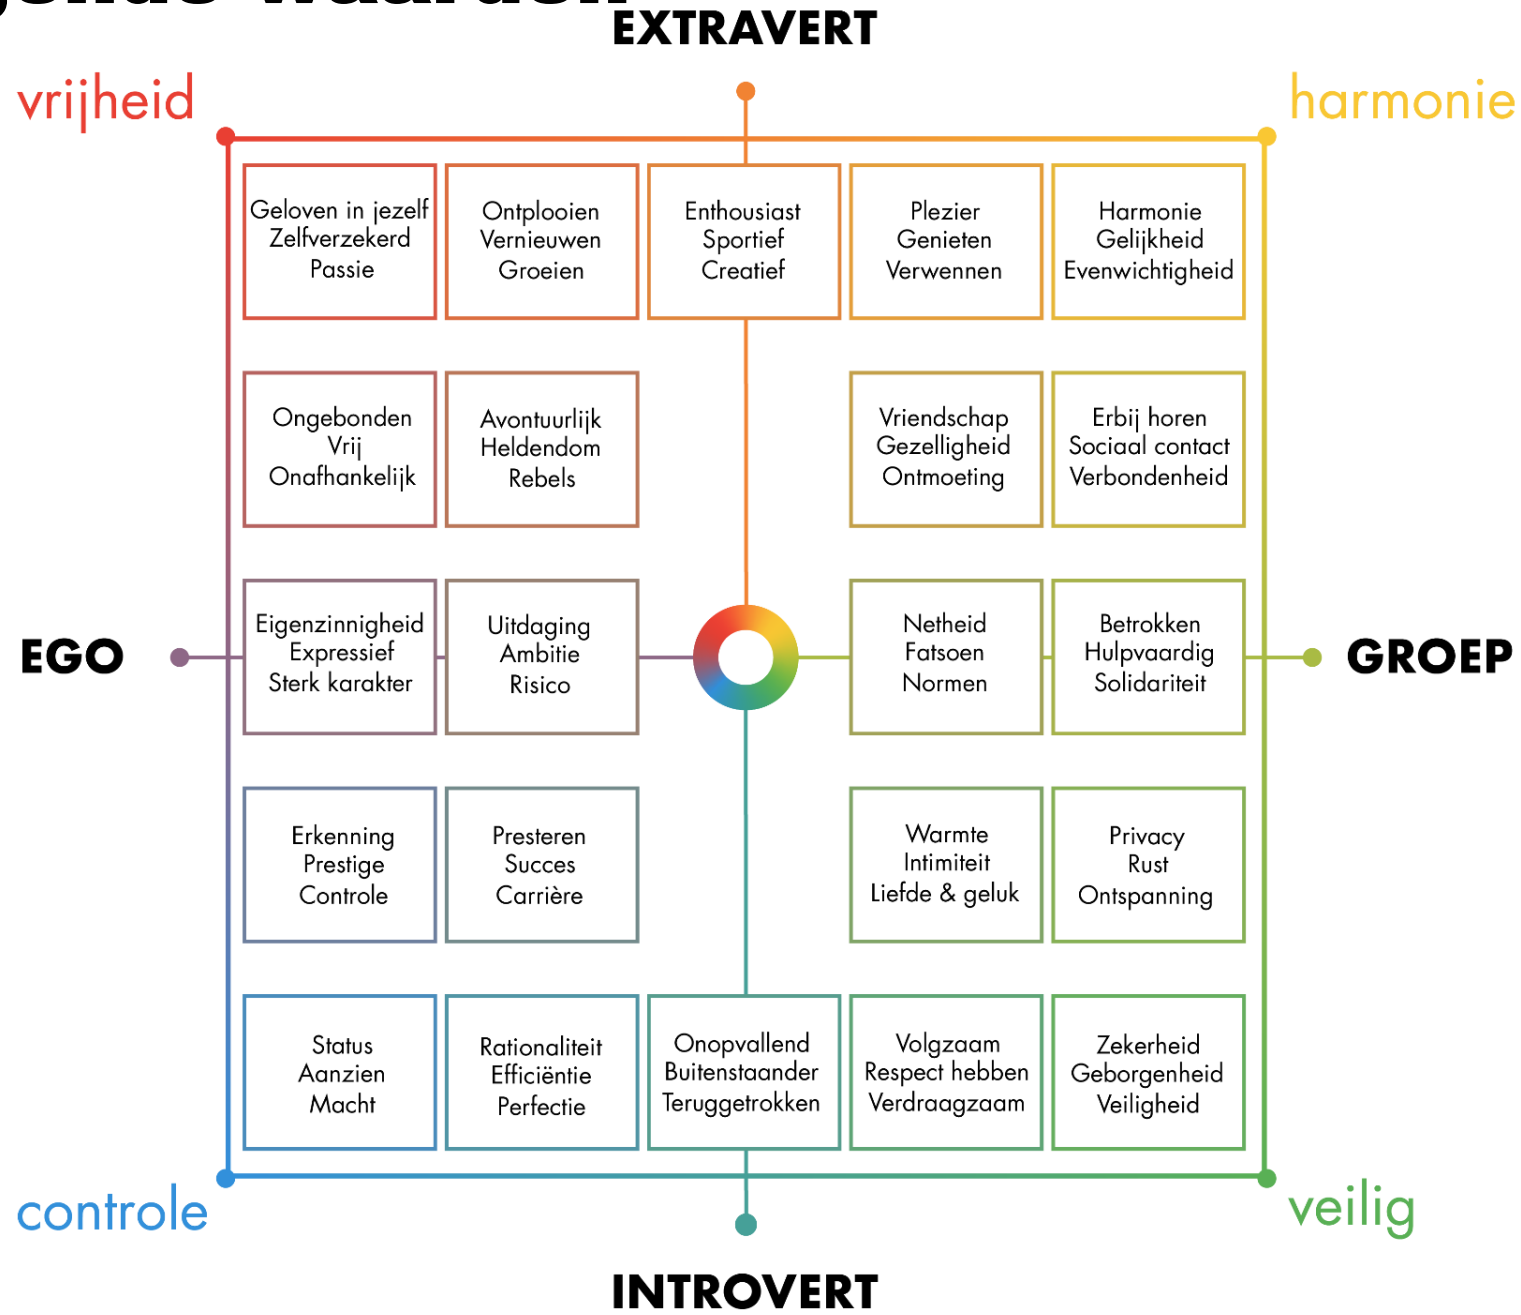 waarden
EXTRAVERT
vrijheid
harmonie
Geloven in jezelf
Zelfverzekerd
Passie
Ontplooien
Vernieuwen
Groeien
Enthousiast
Sportief
Creatief
Plezier
Genieten
Verwennen
Harmonie
Gelijkheid
Evenwichtigheid
Ongebonden
Vrij
Onafhankelijk
Avontuurlijk
Heldendom
Rebels
Vriendschap
Gezelligheid
Ontmoeting
Erbij horen
Sociaal contact
Verbondenheid
EGO
Eigenzinnigheid
Expressief
Sterk karakter
Uitdaging
Ambitie
Risico
Netheid
Fatsoen
Normen
Betrokken
Hulpvaardig
Solidariteit
GROEP
Erkenning
Prestige
Controle
Presteren
Succes
Carrière
Warmte
Intimiteit
Liefde & geluk
Privacy
Rust
Ontspanning
Status
Aanzien
Macht
Rationaliteit
Efficiëntie
Perfectie
Onopvallend
Buitenstaander
Teruggetrokken
Volgzaam
Respect hebben
Verdraagzaam
Zekerheid
Geborgenheid
Veiligheid
controle
veilig
INTROVERT